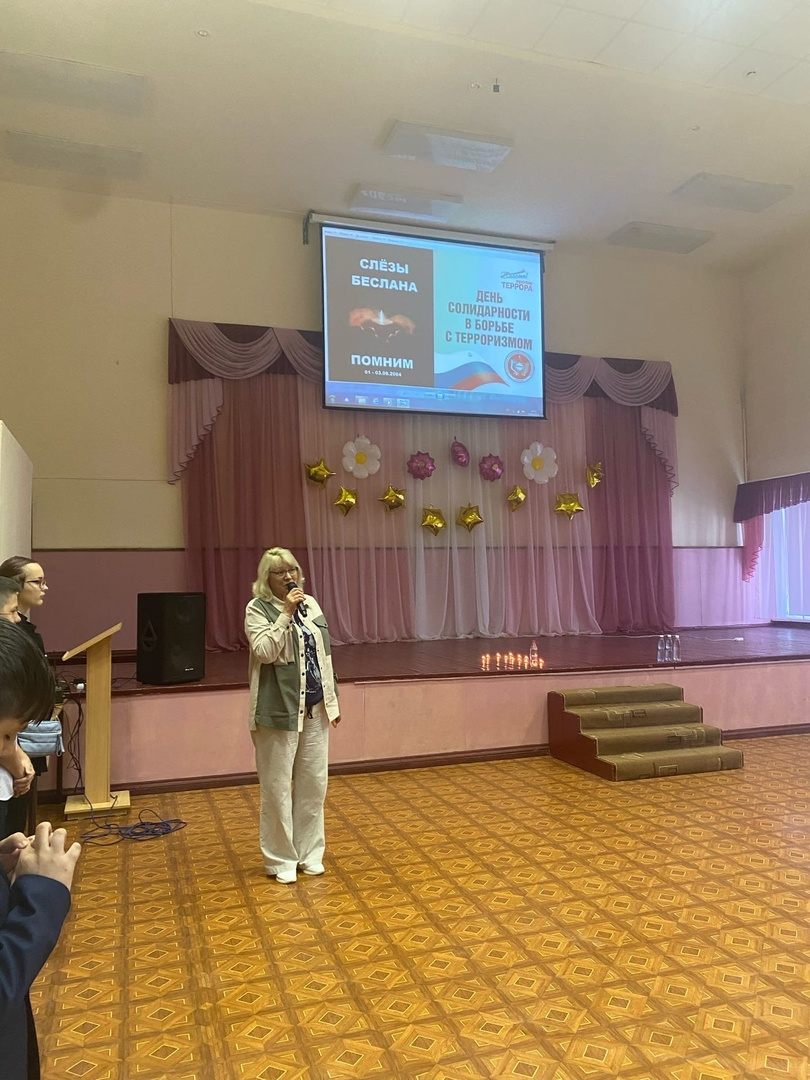 СЛЁЗЫ
БЕСЛАНА
ПОМНИМ
01 - 03.09.2004
ТЕРРОРА
ДЕНЬ
СОЛИДАРНОСТИ
В БОРЬБЕ
С ТЕРРОРИЗМОМ